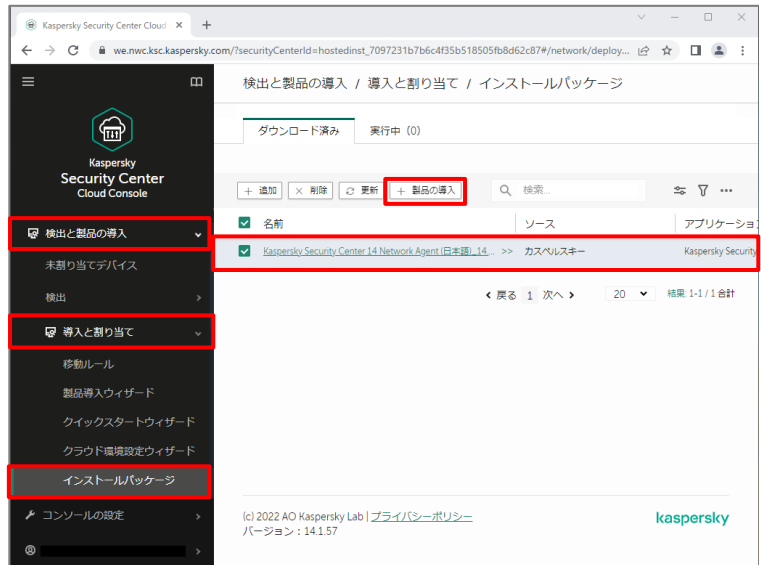 Kaspersky Security Center Cloud
we.nwc.ksc.kaspersky.com/?securityCenterId=hostedinst_7097231b7b6c4f35b518505fb8d62c87#/network/deploy...
検出と製品の導入 / 導入と割り当て / インストールパッケージ
Kaspersky
Security Center
Cloud Console
検出と製品の導入
未割り当てデバイス
検出
導入と割り当て
移動ルール
製品導入ウィザード
クイックスタートウィザード
クラウド環境設定ウィザード
インストールパッケージ
コンソールの設定
ダウンロード済み 実行中 (0)
+ 追加 × 削除 更新 + 製品の導入 検索...
名前 ソース アプリケーショ
Kaspersky Security Center 14 Network Agent (日本語)_14... >> カスペルスキー Kaspersky Security
戻る 1 次へ 20 結果: 1-1 / 1 合計
(c) 2022 AO Kaspersky Lab | プライバシーポリシー
バージョン : 14.1.57
kaspersky